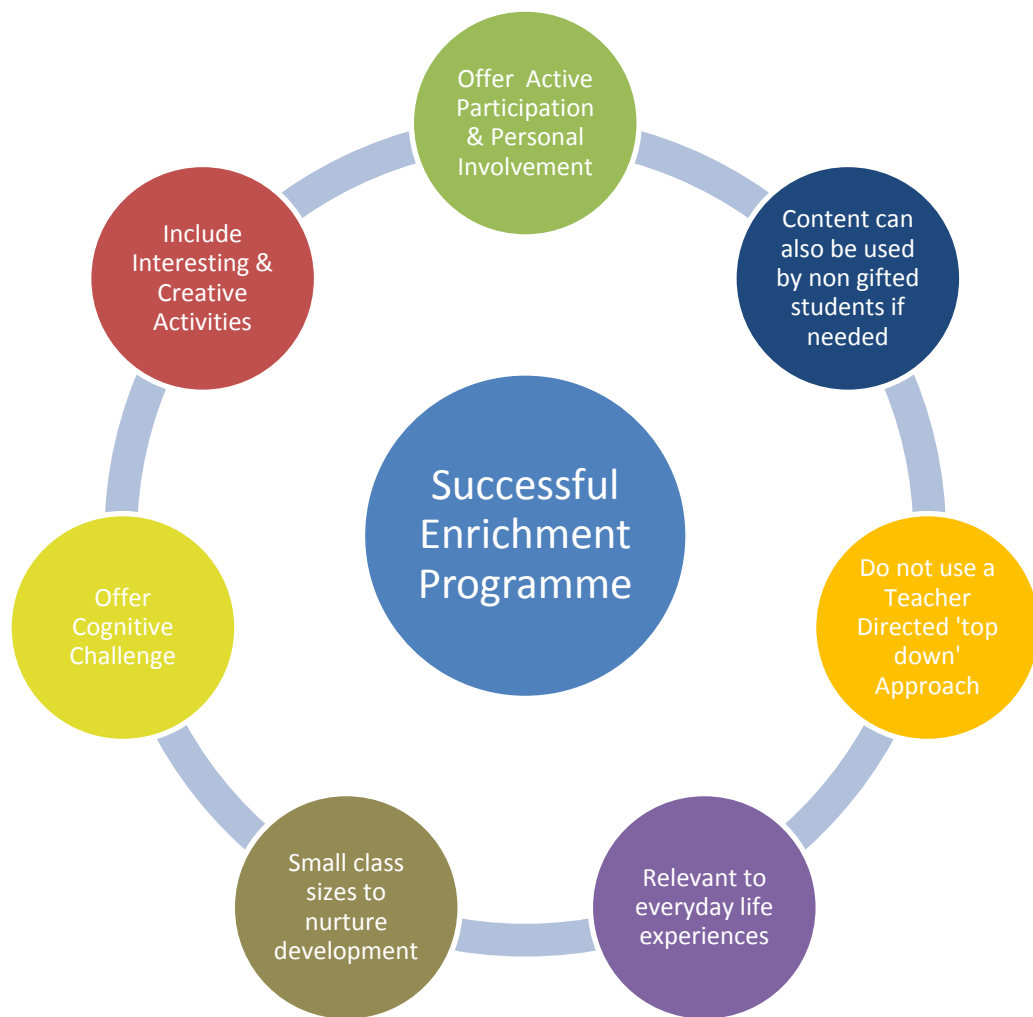 Offer Active
Participation
& Personal
Involvement
Content can
also be used
by non gifted
students if
needed
Do not use a
Teacher
Directed 'top
down'
Approach
Relevant to
everyday life
experiences
Small class
sizes to
nurture
development
Offer
Cognitive
Challenge
Include
Interesting &
Creative
Activities
Successful
Enrichment
Programme